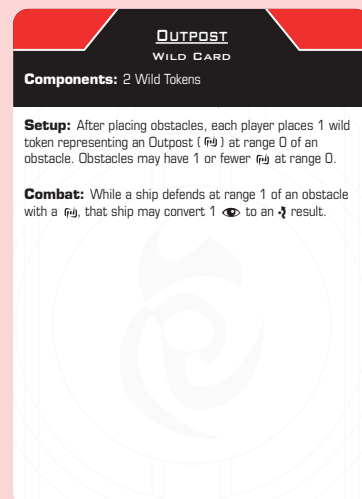 Outpost
Wild Card
Components: 2 Wild Tokens
Setup: After placing obstacles, each player places 1 wild
token representing an Outpost ( ) at range 0 of an
obstacle. Obstacles may have 1 or fewer at range 0.
Combat: While a ship defends at range 1 of an obstacle
with a , that ship may convert 1 to an result.